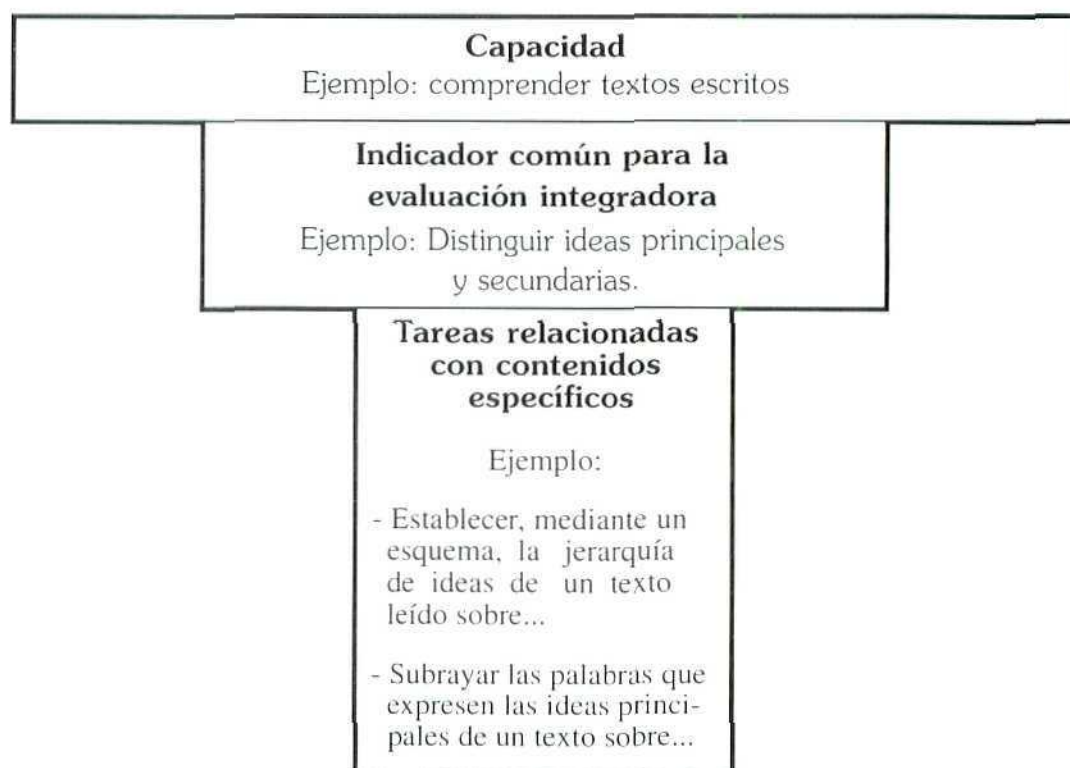 Capacidad
Ejemplo: comprender textos escritos
Indicador común para la
evaluación integradora
Ejemplo: Distinguir ideas principales
y secundarias.
Tareas relacionadas
con contenidos
específicos
Ejemplo:
- Establecer, mediante un
esquema, la jerarquía
de ideas de un texto
leído sobre...
- Subrayar las palabras que
expresen las ideas princi-
pales de un texto sobre...